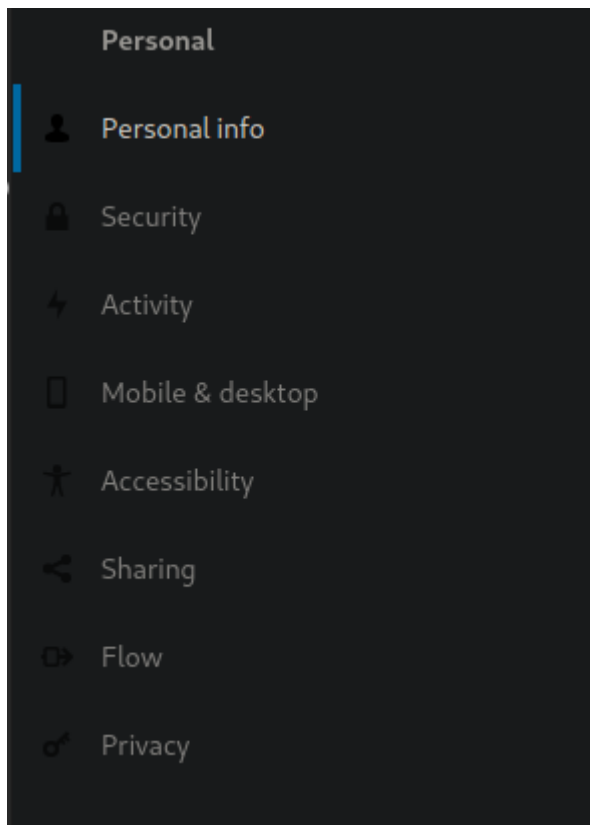 Personal
Personal info
Security
Activity
Mobile & desktop
Accessibility
Sharing
Flow
Privacy